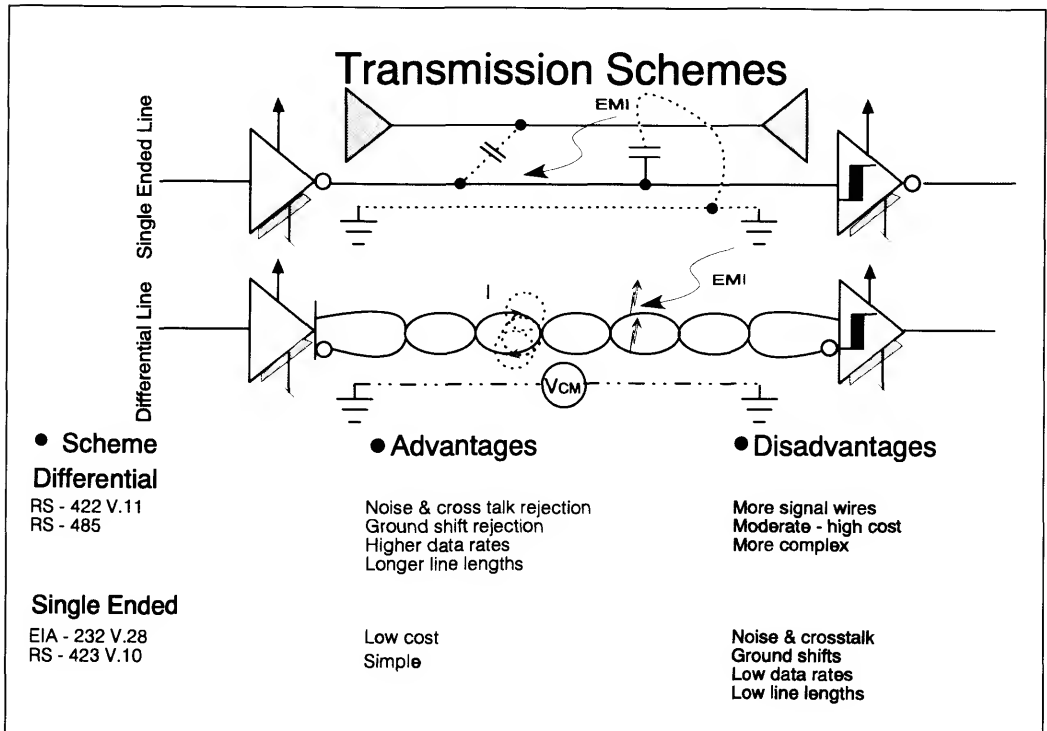 Transmission Schemes
Single Ended Line
EMI
Differential Line
I
EMI
VCM
● Scheme
● Advantages
● Disadvantages
Differential
RS - 422 V.11
RS - 485
Noise & cross talk rejection
Ground shift rejection
Higher data rates
Longer line lengths
More signal wires
Moderate - high cost
More complex
Single Ended
EIA - 232 V.28
RS - 423 V.10
Low cost
Simple
Noise & crosstalk
Ground shifts
Low data rates
Low line lengths